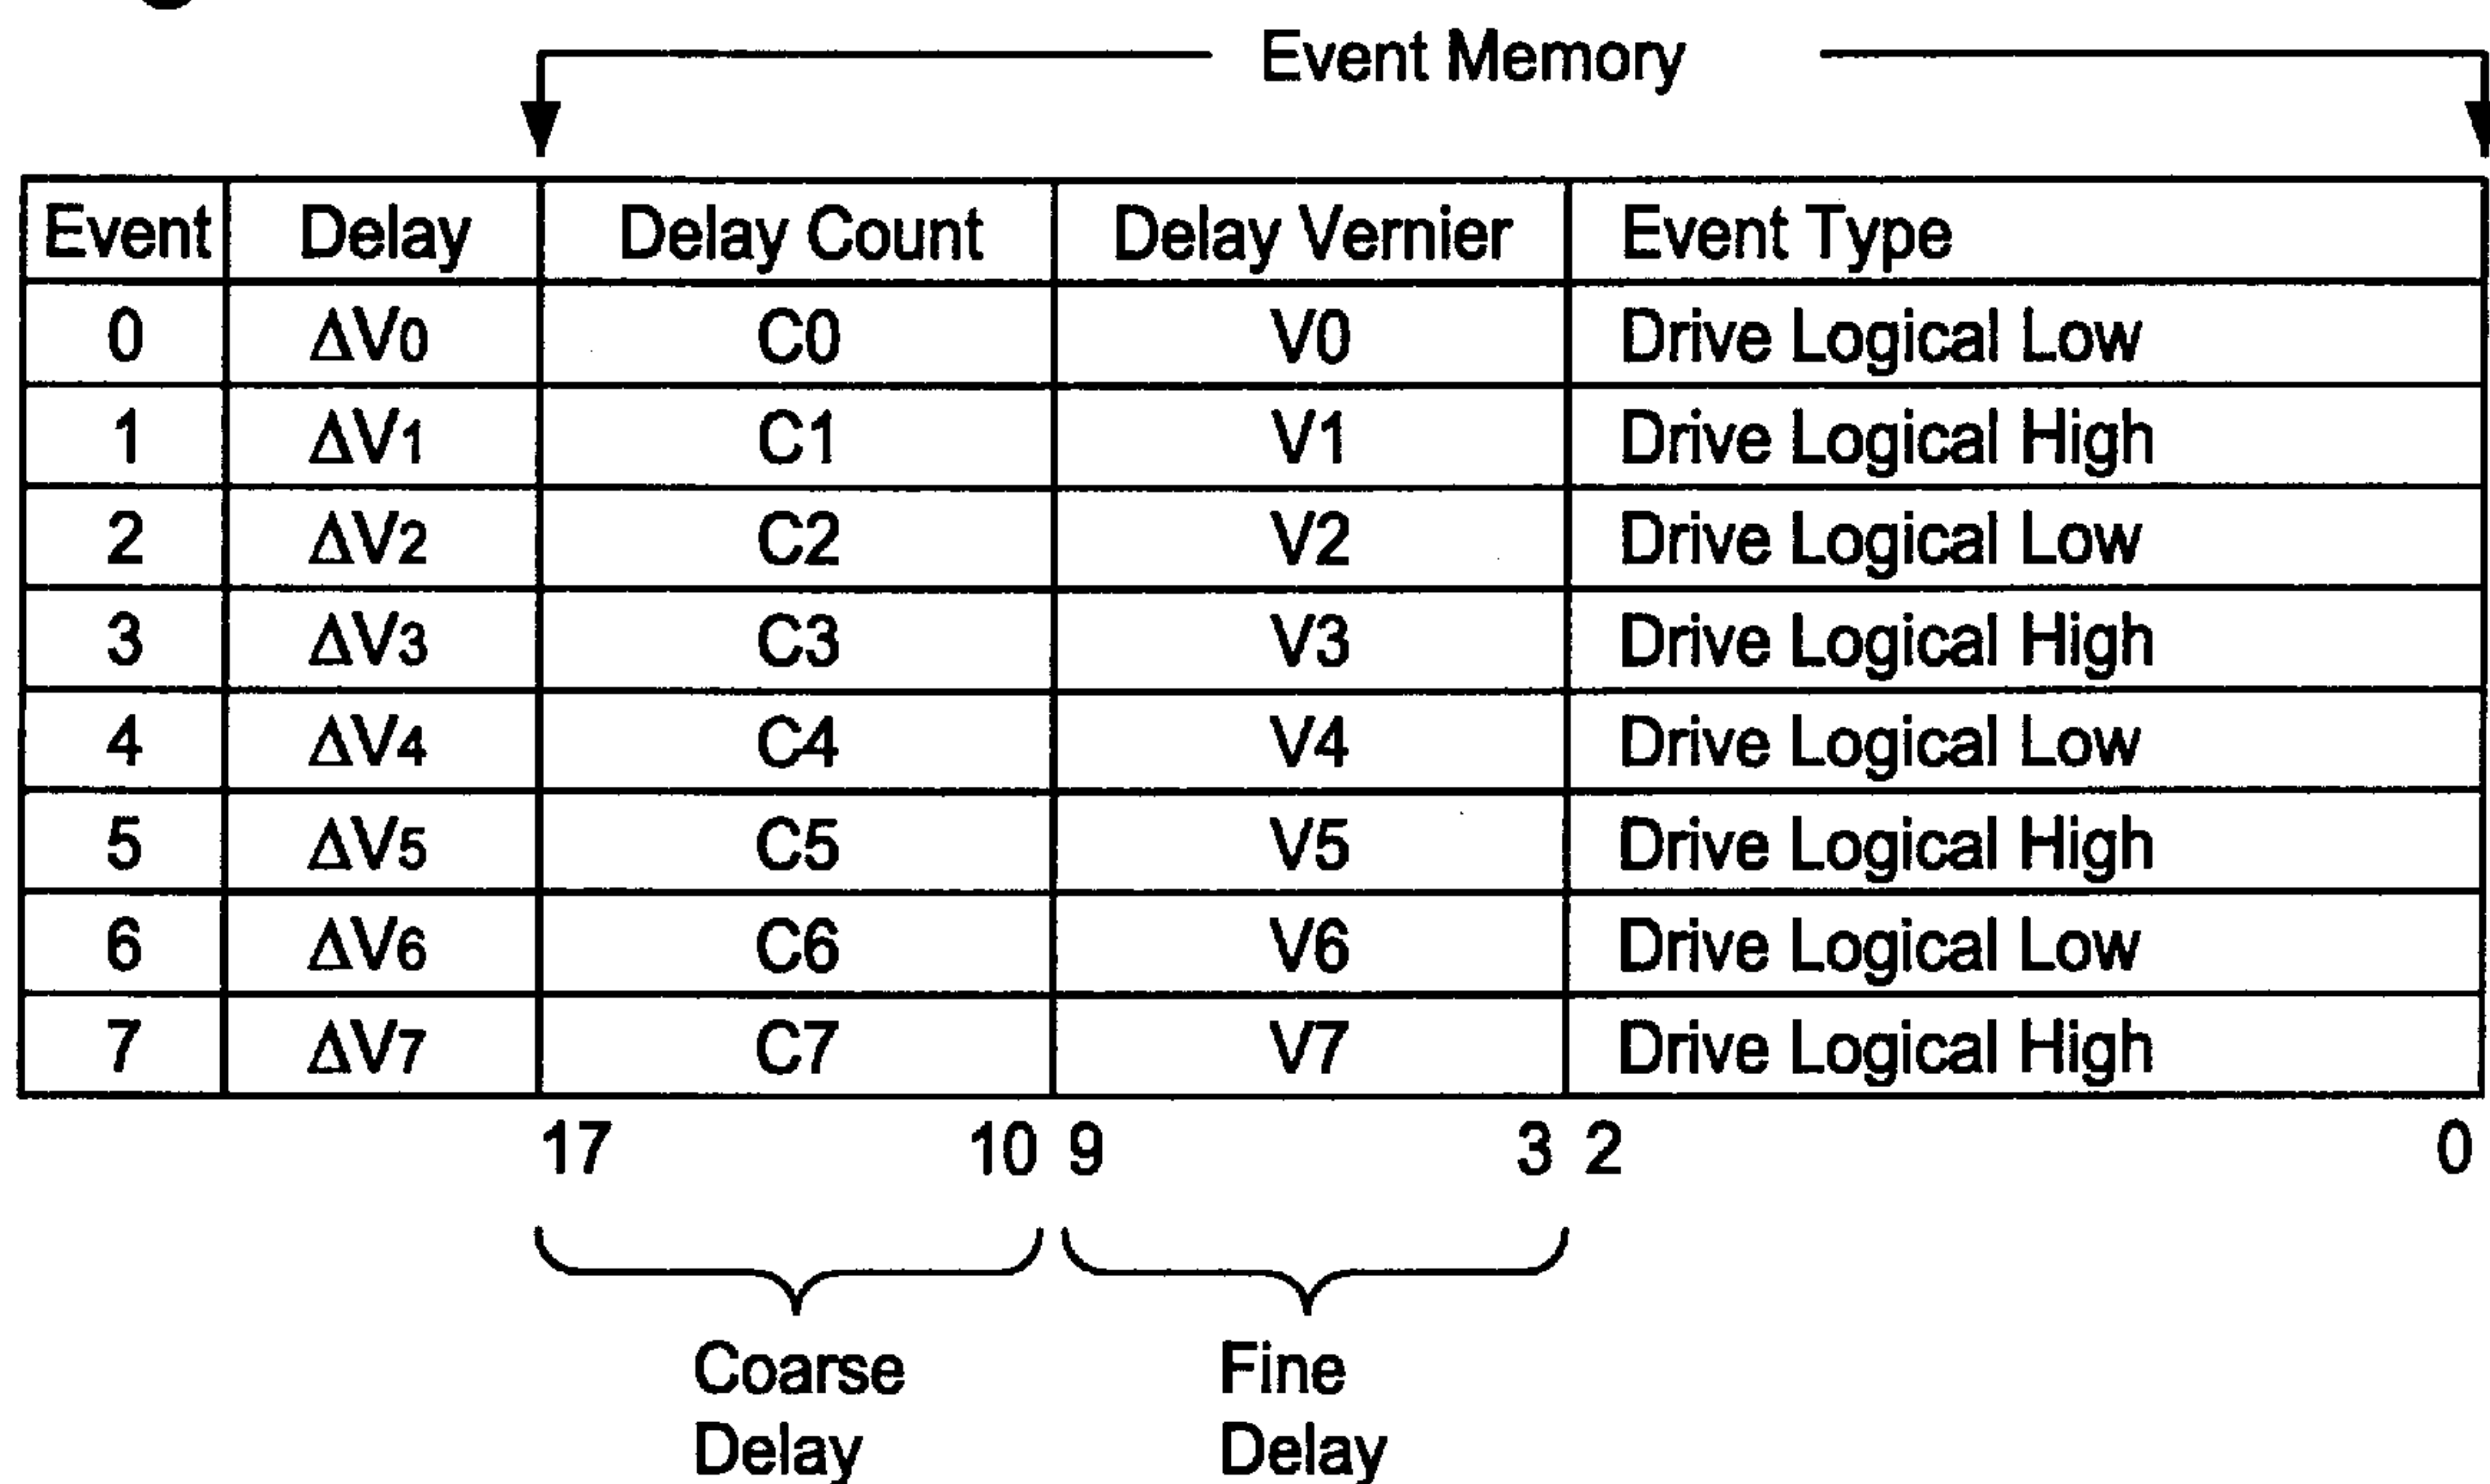 Event Memory
Event Delay Delay Count Delay Vernier Event Type
0 ΔV0 C0 V0 Drive Logical Low
1 ΔV1 C1 V1 Drive Logical High
2 ΔV2 C2 V2 Drive Logical Low
3 ΔV3 C3 V3 Drive Logical High
4 ΔV4 C4 V4 Drive Logical Low
5 ΔV5 C5 V5 Drive Logical High
6 ΔV6 C6 V6 Drive Logical Low
7 ΔV7 C7 V7 Drive Logical High
17 10 9 3 2 0
Coarse Fine
Delay Delay